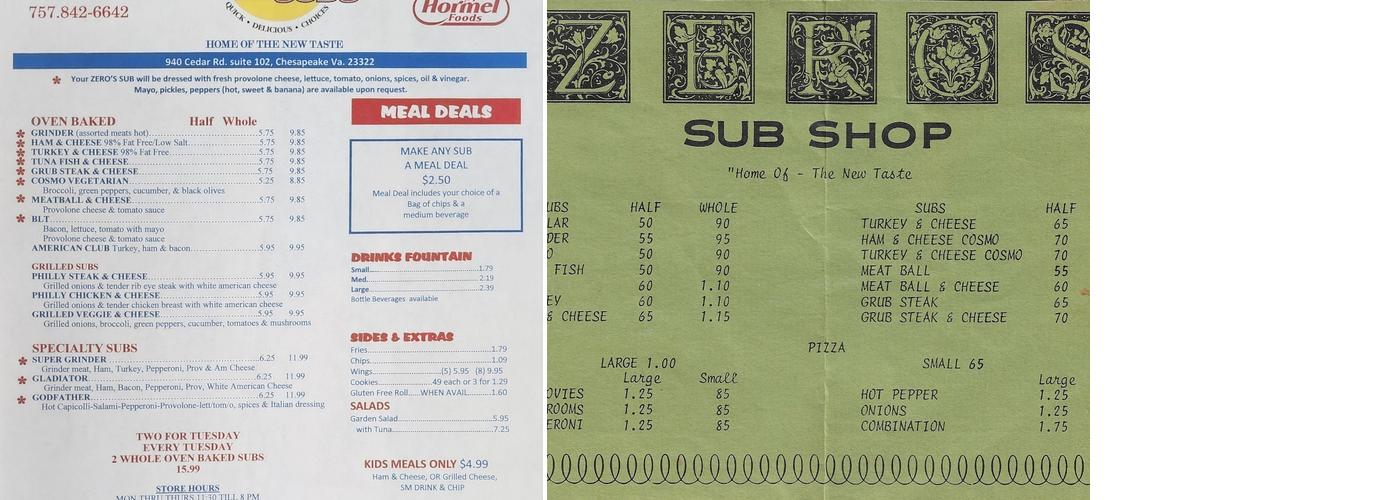 757.842-6642
QUICK • DELICIOUS • CHOICES
Hormel
Foods
HOME OF THE NEW TASTE
940 Cedar Rd. suite 102, Chesapeake Va. 23322
* Your ZERO'S SUB will be dressed with fresh provolone cheese, lettuce, tomato, onions, spices, oil & vinegar.
Mayo, pickles, peppers (hot, sweet & banana) are available upon request.
OVEN BAKED Half Whole
* GRINDER (assorted meats hot)...5.75 9.85
* HAM & CHEESE 98% Fat Free/Low Salt...5.75 9.85
* TURKEY & CHEESE 98% Fat Free...5.75 9.85
* TUNA FISH & CHEESE...5.75 9.85
* GRUB STEAK & CHEESE...5.75 9.85
* COSMO VEGETARIAN...5.25 8.85
Broccoli, green peppers, cucumber, & black olives
* MEATBALL & CHEESE...5.75 9.85
Provolone cheese & tomato sauce
* BLT...5.75 9.85
Bacon, lettuce, tomato with mayo
Provolone cheese & tomato sauce
AMERICAN CLUB Turkey, ham & bacon...5.95 9.95
GRILLED SUBS
PHILLY STEAK & CHEESE...5.95 9.95
Grilled onions & tender rib eye steak with white american cheese
PHILLY CHICKEN & CHEESE...5.95 9.95
Grilled onions & tender chicken breast with white american cheese
GRILLED VEGGIE & CHEESE...5.95 9.95
Grilled onions, broccoli, green peppers, cucumber, tomatoes & mushrooms
SPECIALTY SUBS
* SUPER GRINDER...6.25 11.99
Grinder meat, Ham, Turkey, Pepperoni, Prov & Am Cheese
* GLADIATOR...6.25 11.99
Grinder meat, Ham, Bacon, Pepperoni, Prov, White American Cheese
* GODFATHER...6.25 11.99
Hot Capicolli-Salami-Pepperoni-Provolone-lett/tom/o, spices & Italian dressing
TWO FOR TUESDAY
EVERY TUESDAY
2 WHOLE OVEN BAKED SUBS
15.99
STORE HOURS
MON THRU THURS 11:30 TILL 8 PM
MEAL DEALS
MAKE ANY SUB
A MEAL DEAL
$2.50
Meal Deal includes your choice of a
Bag of chips & a
medium beverage
DRINKS FOUNTAIN
Small...1.79
Med...2.19
Large...2.39
Bottle Beverages available
SIDES & EXTRAS
Fries...1.79
Chips...1.09
Wings...(5) 5.95 (8) 9.95
Cookies...49 each or 3 for 1.29
Gluten Free Roll...WHEN AVAIL...1.60
SALADS
Garden Salad...5.95
with Tuna...7.25
KIDS MEALS ONLY $4.99
Ham & Cheese, OR Grilled Cheese,
SM DRINK & CHIP
ZEROS
SUB SHOP
"Home Of - The New Taste
UBS HALF WHOLE
LAR 50 90
DER 55 95
O 50 90
FISH 50 90
60 1.10
EY 60 1.10
& CHEESE 65 1.15
SUBS HALF
TURKEY & CHEESE 65
HAM & CHEESE COSMO 70
TURKEY & CHEESE COSMO 70
MEAT BALL 55
MEAT BALL & CHEESE 60
GRUB STEAK 65
GRUB STEAK & CHEESE 70
PIZZA
LARGE 1.00 SMALL 65
Large Small
OVIES 1.25 85
ROOMS 1.25 85
ERONI 1.25 85
Large
HOT PEPPER 1.25
ONIONS 1.25
COMBINATION 1.75